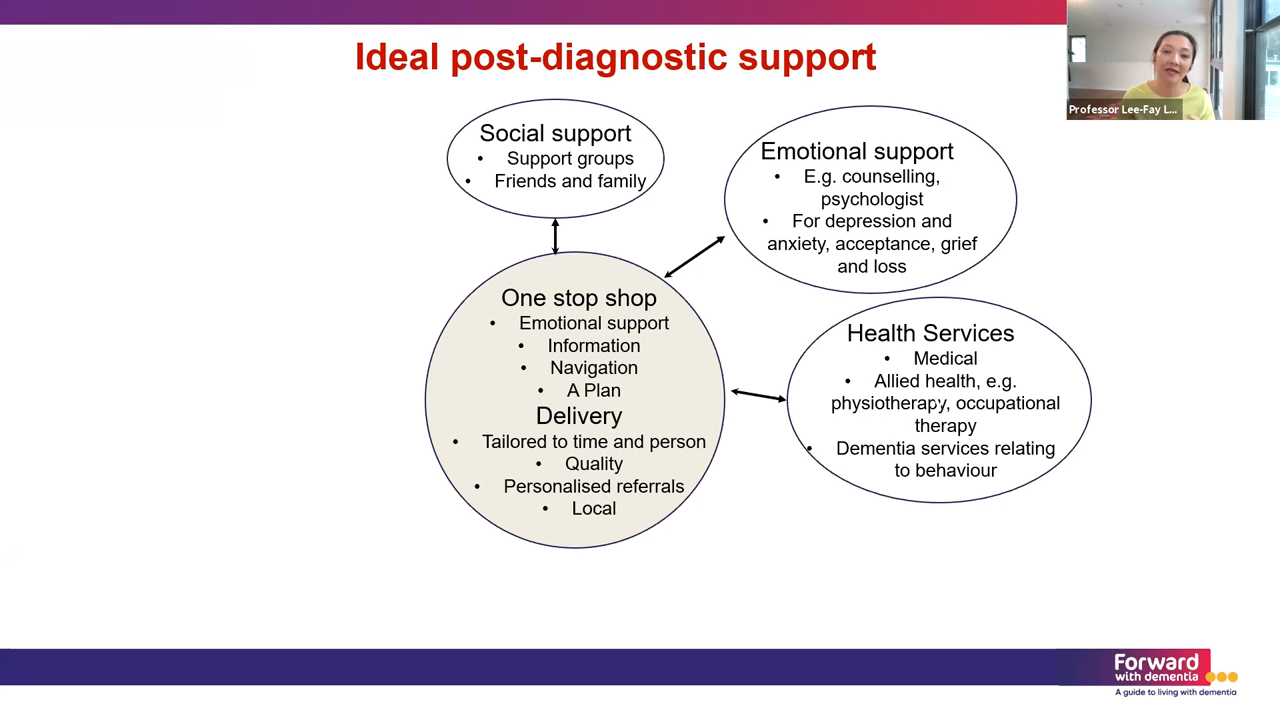 Ideal post-diagnostic support
Professor Lee-Fay L...
Social support
• Support groups
• Friends and family
Emotional support
• E.g. counselling,
psychologist
• For depression and
anxiety, acceptance, grief
and loss
One stop shop
• Emotional support
• Information
• Navigation
• A Plan
Delivery
• Tailored to time and person
• Quality
• Personalised referrals
• Local
Health Services
• Medical
• Allied health, e.g.
physiotherapy, occupational
therapy
• Dementia services relating
to behaviour
Forward
with dementia
A guide to living with dementia